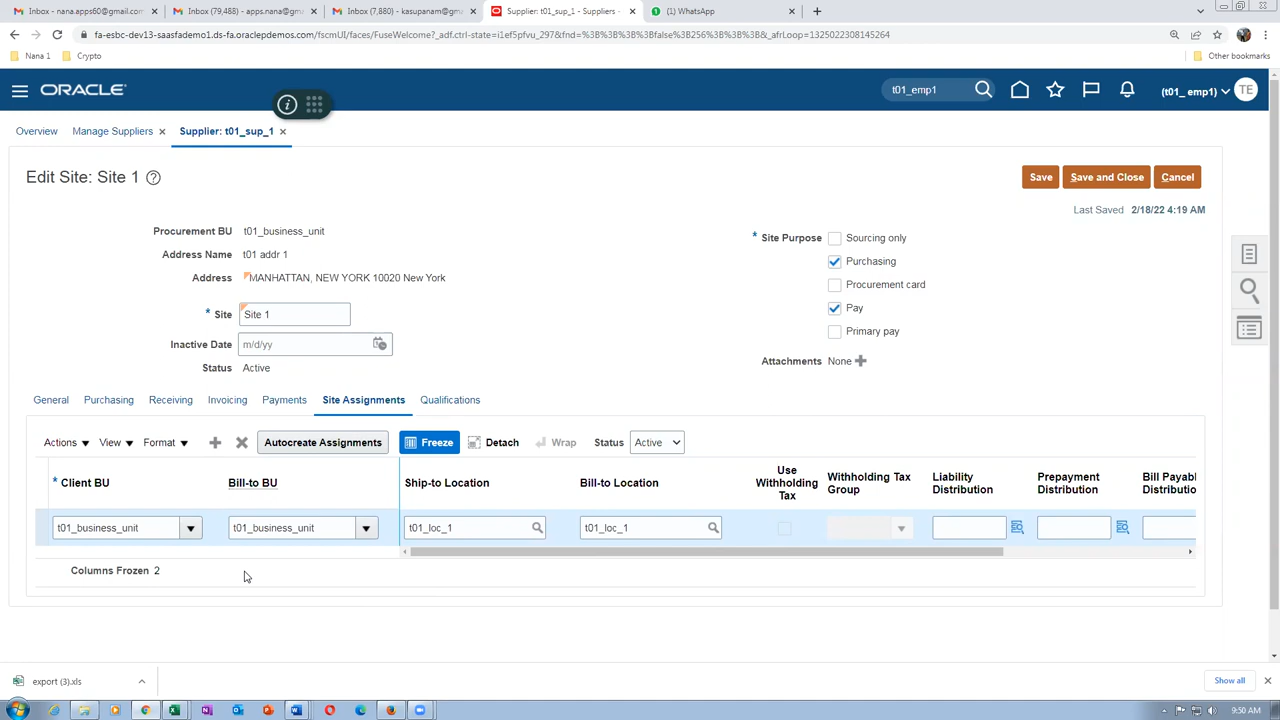 Inbox - nana.apps60@gmail.com
Inbox (79,488) - apps.nana@gma
Inbox (7,880) - kasupanam@gmai
Supplier: t01_sup_1 - Suppliers -
(1) WhatsApp
fa-esbc-dev13-saasfademo1.ds-fa.oraclepdemos.com/fscmUI/faces/FuseWelcome?_adf.ctrl-state=i1ef5pfvu_297&fnd=%3B%3B%3B%3Bfalse%3B256%3B%3B%3B&_afrLoop=1325022308145264
Nana 1
Crypto
Other bookmarks
ORACLE
t01_emp1
(t01_ emp1)
TE
Overview
Manage Suppliers
Supplier: t01_sup_1
Edit Site: Site 1
Save
Save and Close
Cancel
Last Saved 2/18/22 4:19 AM
Procurement BU t01_business_unit
Address Name t01 addr 1
Address MANHATTAN, NEW YORK 10020 New York
* Site Site 1
Inactive Date m/d/yy
Status Active
* Site Purpose Sourcing only
Purchasing
Procurement card
Pay
Primary pay
Attachments None
General
Purchasing
Receiving
Invoicing
Payments
Site Assignments
Qualifications
Actions
View
Format
Autocreate Assignments
Freeze
Detach
Wrap
Status Active
* Client BU
Bill-to BU
Ship-to Location
Bill-to Location
Use Withholding Tax
Withholding Tax Group
Liability Distribution
Prepayment Distribution
Bill Payabl Distributio
t01_business_unit
t01_business_unit
t01_loc_1
t01_loc_1
Columns Frozen 2
export (3).xls
Show all
9:50 AM